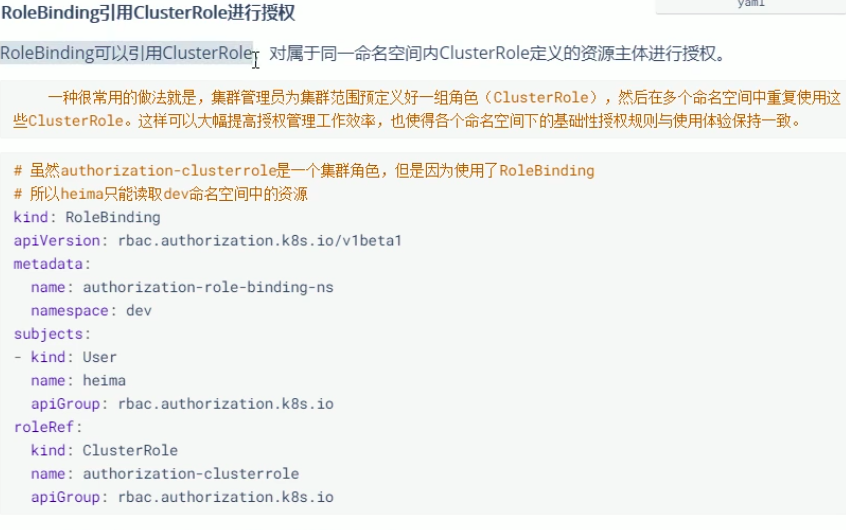 yaml
RoleBinding引用ClusterRole进行授权
RoleBinding可以引用ClusterRole，对属于同一命名空间内ClusterRole定义的资源主体进行授权。
一种很常用的做法就是，集群管理员为集群范围预定义好一组角色（ClusterRole），然后在多个命名空间中重复使用这
些ClusterRole。这样可以大幅提高授权管理工作效率，也使得各个命名空间下的基础性授权规则与使用体验保持一致。
# 虽然authorization-clusterrole是一个集群角色，但是因为使用了RoleBinding
# 所以heima只能读取dev命名空间中的资源
kind: RoleBinding
apiVersion: rbac.authorization.k8s.io/v1beta1
metadata:
  name: authorization-role-binding-ns
  namespace: dev
subjects:
- kind: User
  name: heima
  apiGroup: rbac.authorization.k8s.io
roleRef:
  kind: ClusterRole
  name: authorization-clusterrole
  apiGroup: rbac.authorization.k8s.io